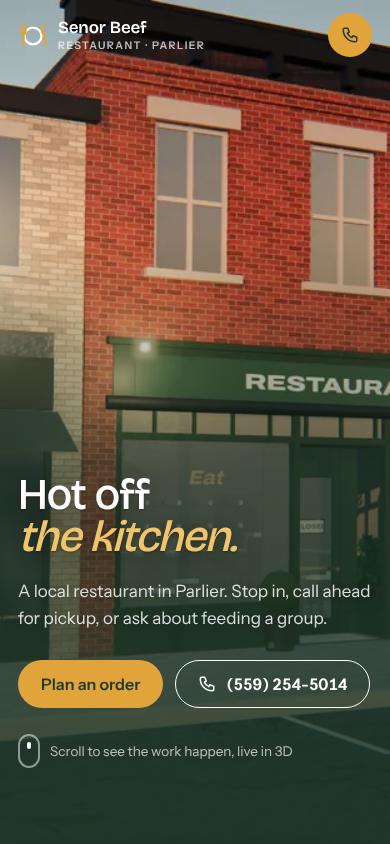 Senor Beef
RESTAURANT · PARLIER
RESTAURA
Eat
CLOSED
Hot off
the kitchen.
A local restaurant in Parlier. Stop in, call ahead
for pickup, or ask about feeding a group.
Plan an order
(559) 254-5014
Scroll to see the work happen, live in 3D